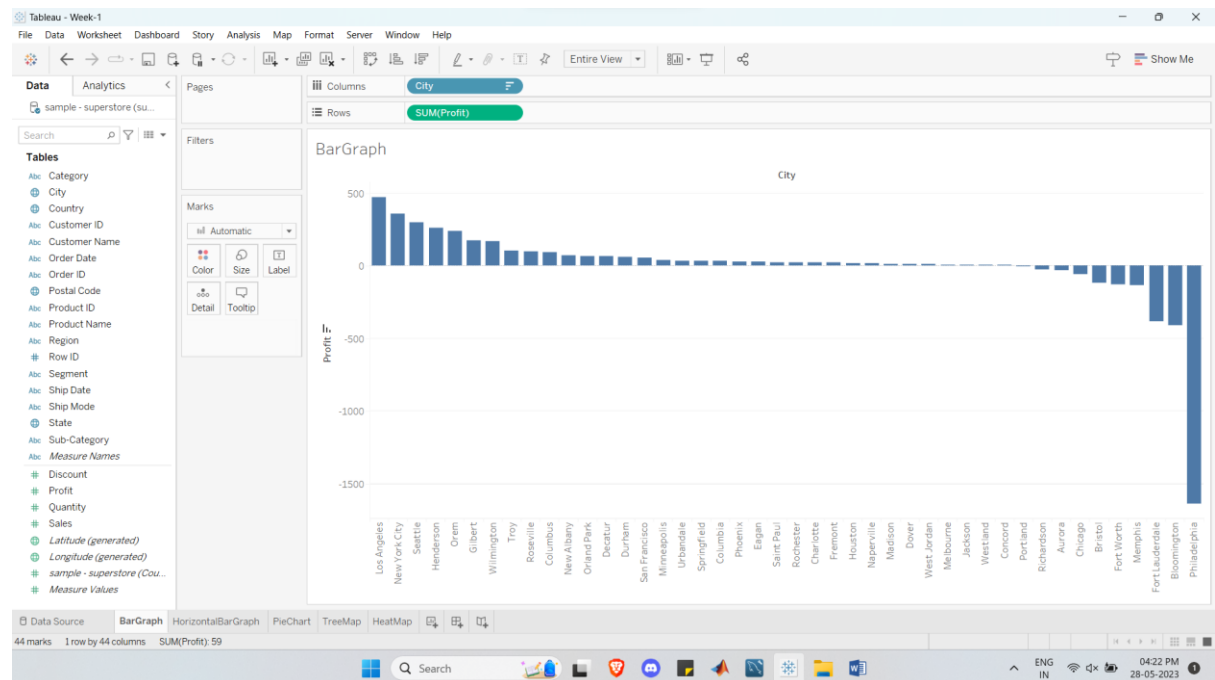 Tableau - Week-1
File Data Worksheet Dashboard Story Analysis Map Format Server Window Help
Entire View
Show Me
Data Analytics
sample - superstore (su...
Search
Tables
Abc Category
City
Country
Abc Customer ID
Abc Customer Name
Abc Order Date
Abc Order ID
Postal Code
Abc Product ID
Abc Product Name
Abc Region
# Row ID
Abc Segment
Abc Ship Date
Abc Ship Mode
State
Abc Sub-Category
Abc Measure Names
# Discount
# Profit
# Quantity
# Sales
Latitude (generated)
Longitude (generated)
# sample - superstore (Cou...
# Measure Values
Pages
Filters
Marks
Automatic
Color Size Label
Detail Tooltip
Columns City
Rows SUM(Profit)
BarGraph
City
Profit
500
0
-500
-1000
-1500
Los Angeles
New York City
Seattle
Henderson
Orem
Gilbert
Wilmington
Troy
Roseville
Columbus
New Albany
Orland Park
Decatur
Durham
San Francisco
Minneapolis
Urbandale
Springfield
Columbia
Phoenix
Eagan
Saint Paul
Rochester
Charlotte
Fremont
Houston
Naperville
Madison
Dover
West Jordan
Melbourne
Jackson
Westland
Concord
Portland
Richardson
Aurora
Chicago
Bristol
Fort Worth
Memphis
Fort Lauderdale
Bloomington
Philadelphia
Data Source BarGraph HorizontalBarGraph PieChart TreeMap HeatMap
44 marks 1 row by 44 columns SUM(Profit): 59
Search
ENG
IN
04:22 PM
28-05-2023
1